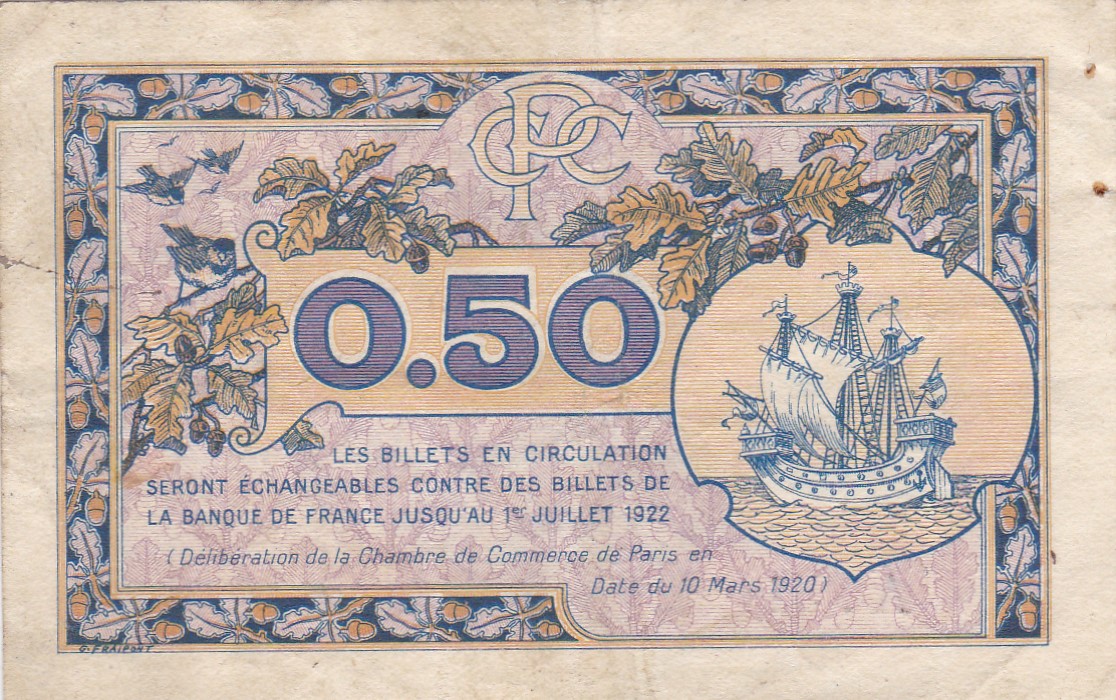 CPC
0.50
LES BILLETS EN CIRCULATION
SERONT ÉCHANGEABLES CONTRE DES BILLETS DE
LA BANQUE DE FRANCE JUSQU'AU 1er JUILLET 1922
(Délibération de la Chambre de Commerce de Paris en
Date du 10 Mars 1920)
G. FRAIPONT